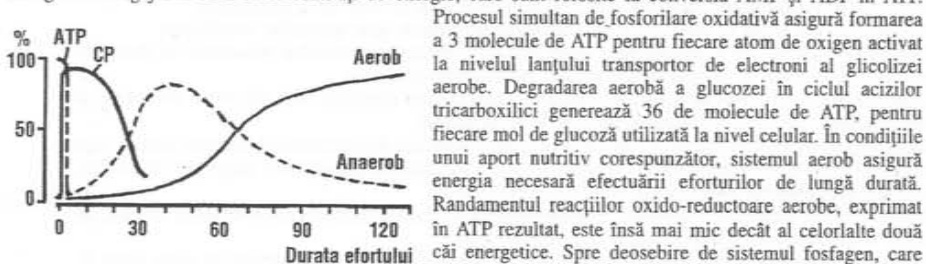 Procesul simultan de fosforilare oxidativă asigură formarea
a 3 molecule de ATP pentru fiecare atom de oxigen activat
la nivelul lanțului transportor de electroni al glicolizei
aerobe. Degradarea aerobă a glucozei în ciclul acizilor
tricarboxilici generează 36 de molecule de ATP, pentru
fiecare mol de glucoză utilizată la nivel celular. În condițiile
unui aport nutritiv corespunzător, sistemul aerob asigură
energia necesară efectuării eforturilor de lungă durată.
Randamentul reacțiilor oxido-reductoare aerobe, exprimat
în ATP rezultat, este însă mai mic decât al celorlalte două
căi energetice. Spre deosebire de sistemul fosfagen, care
% ATP
CP
100
Aerob
50
Anaerob
0
0 30 60 90 120
Durata efortului